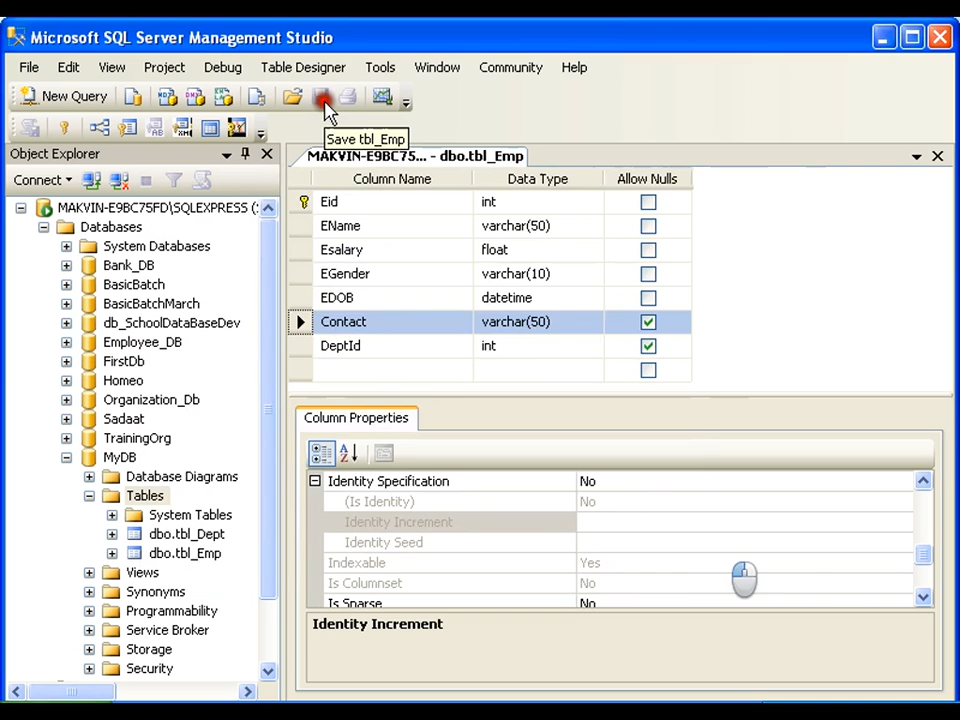 Microsoft SQL Server Management Studio
File Edit View Project Debug Table Designer Tools Window Community Help
New Query
Save tbl_Emp
Object Explorer
MAKVIN-E9BC75... - dbo.tbl_Emp
Connect
Column Name Data Type Allow Nulls
MAKVIN-E9BC75FD\SQLEXPRESS (
Databases
System Databases
Bank_DB
BasicBatch
BasicBatchMarch
db_SchoolDataBaseDev
Employee_DB
FirstDb
Homeo
Organization_Db
Sadaat
TrainingOrg
MyDB
Database Diagrams
Tables
System Tables
dbo.tbl_Dept
dbo.tbl_Emp
Views
Synonyms
Programmability
Service Broker
Storage
Security
Eid int
EName varchar(50)
Esalary float
EGender varchar(10)
EDOB datetime
Contact varchar(50)
DeptId int
Column Properties
Identity Specification No
(Is Identity) No
Identity Increment
Identity Seed
Indexable Yes
Is Columnset No
Is Sparse No
Identity Increment